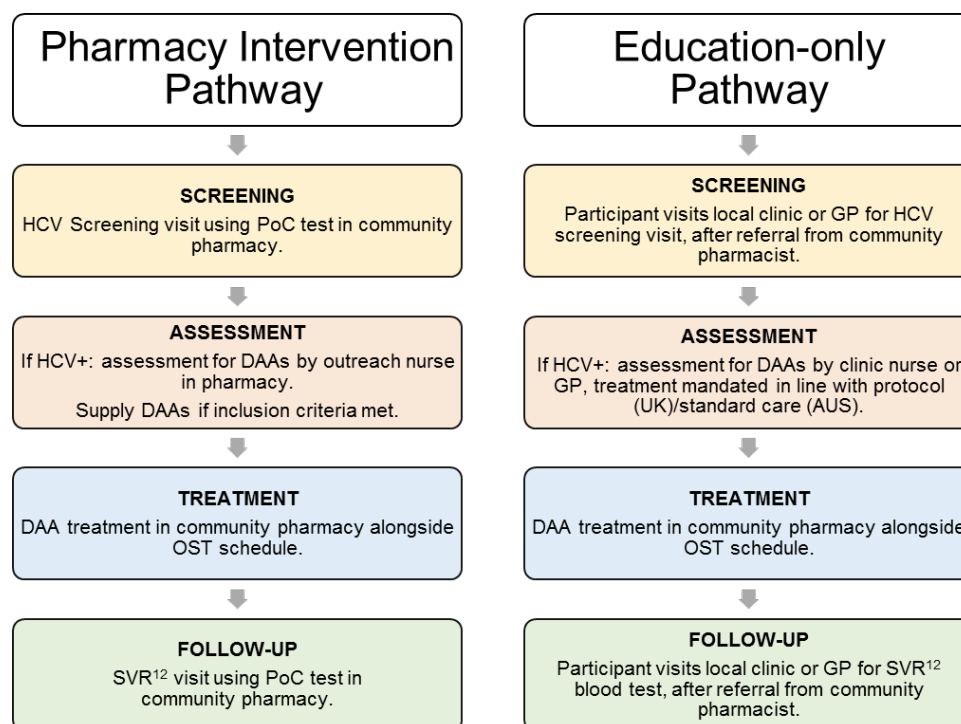 Pharmacy Intervention
Pathway
SCREENING
HCV Screening visit using PoC test in community
pharmacy.
ASSESSMENT
If HCV+: assessment for DAAs by outreach nurse
in pharmacy.
Supply DAAs if inclusion criteria met.
TREATMENT
DAA treatment in community pharmacy alongside
OST schedule.
FOLLOW-UP
SVR¹² visit using PoC test in
community pharmacy.
Education-only
Pathway
SCREENING
Participant visits local clinic or GP for HCV
screening visit, after referral from community
pharmacist.
ASSESSMENT
If HCV+: assessment for DAAs by clinic nurse or
GP, treatment mandated in line with protocol
(UK)/standard care (AUS).
TREATMENT
DAA treatment in community pharmacy alongside
OST schedule.
FOLLOW-UP
Participant visits local clinic or GP for SVR¹²
blood test, after referral from community
pharmacist.